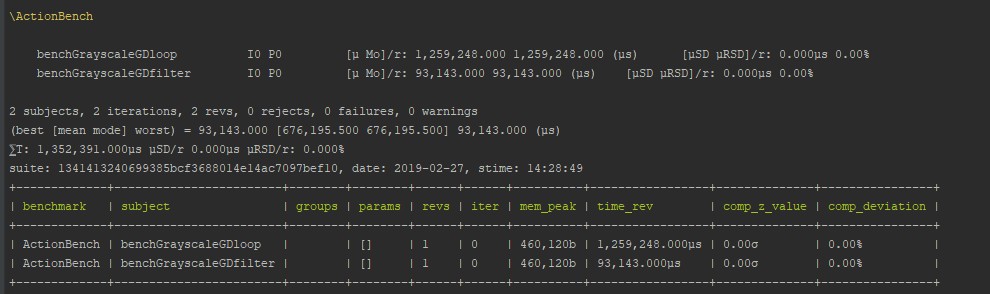 \ActionBench
benchGrayscaleGDloop I0 P0 [μ Mo]/r: 1,259,248.000 1,259,248.000 (μs) [μSD μRSD]/r: 0.000μs 0.00%
benchGrayscaleGDfilter I0 P0 [μ Mo]/r: 93,143.000 93,143.000 (μs) [μSD μRSD]/r: 0.000μs 0.00%
2 subjects, 2 iterations, 2 revs, 0 rejects, 0 failures, 0 warnings
(best [mean mode] worst) = 93,143.000 [676,195.500 676,195.500] 93,143.000 (μs)
∑T: 1,352,391.000μs μSD/r 0.000μs μRSD/r: 0.000%
suite: 1341413240699385bcf3688014e14ac7097bef10, date: 2019-02-27, stime: 14:28:49
| benchmark | subject | groups | params | revs | iter | mem_peak | time_rev | comp_z_value | comp_deviation |
| ActionBench | benchGrayscaleGDloop | | [] | 1 | 0 | 460,120b | 1,259,248.000μs | 0.00σ | 0.00% |
| ActionBench | benchGrayscaleGDfilter | | [] | 1 | 0 | 460,120b | 93,143.000μs | 0.00σ | 0.00% |